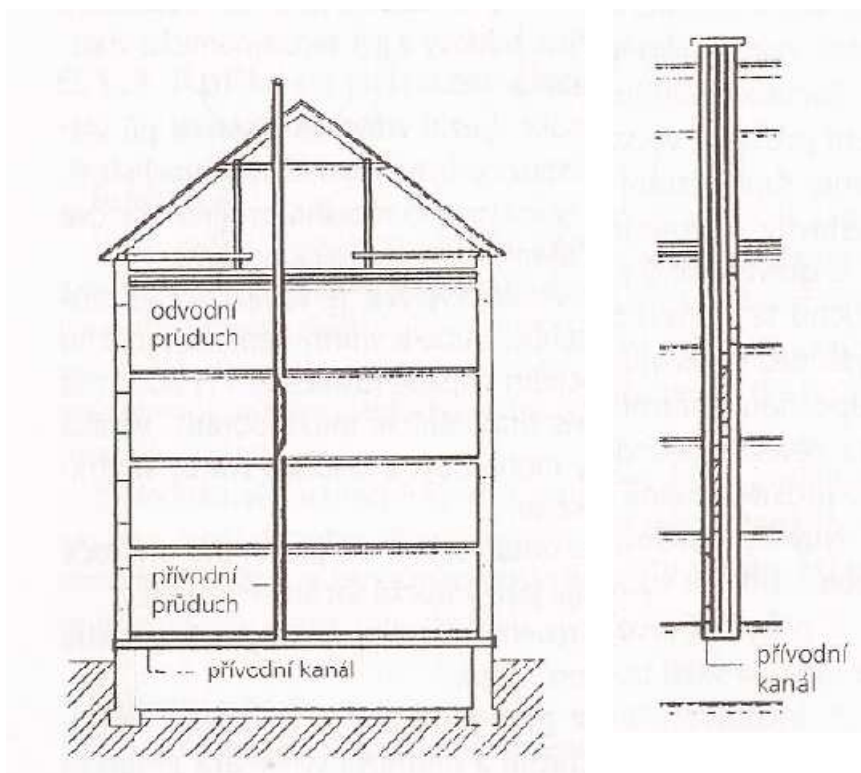 odvodní
průduch
přívodní
průduch
přívodní kanál
přívodní
kanál